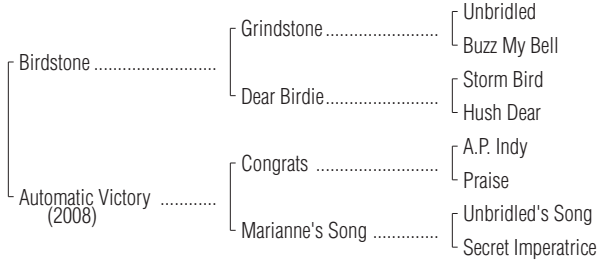 Unbridled
Grindstone ........................
Buzz My Bell
Birdstone ..........................
Storm Bird
Dear Birdie........................
Hush Dear
A.P. Indy
Congrats ..........................
Praise
Automatic Victory ............
(2008)
Unbridled's Song
Marianne's Song ..............
Secret Imperatrice